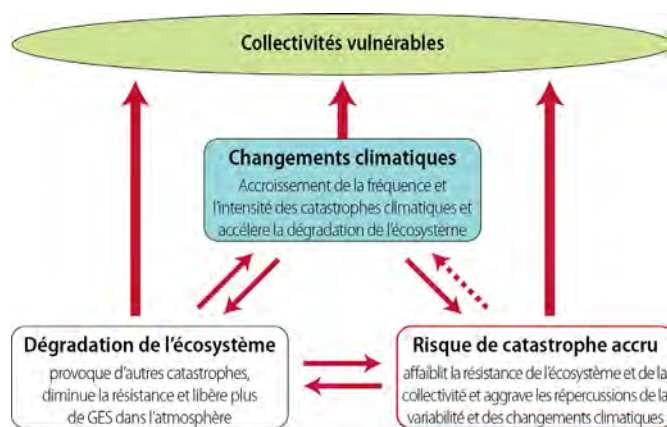 Collectivités vulnérables
Changements climatiques
Accroissement de la fréquence et
l'intensité des catastrophes climatiques et
accélère la dégradation de l'écosystème
Dégradation de l'écosystème
provoque d'autres catastrophes,
diminue la résistance et libère plus
de GES dans l'atmosphère
Risque de catastrophe accru
affaiblit la résistance de l'écosystème et de la
collectivité et aggrave les répercussions de la
variabilité et des changements climatiques